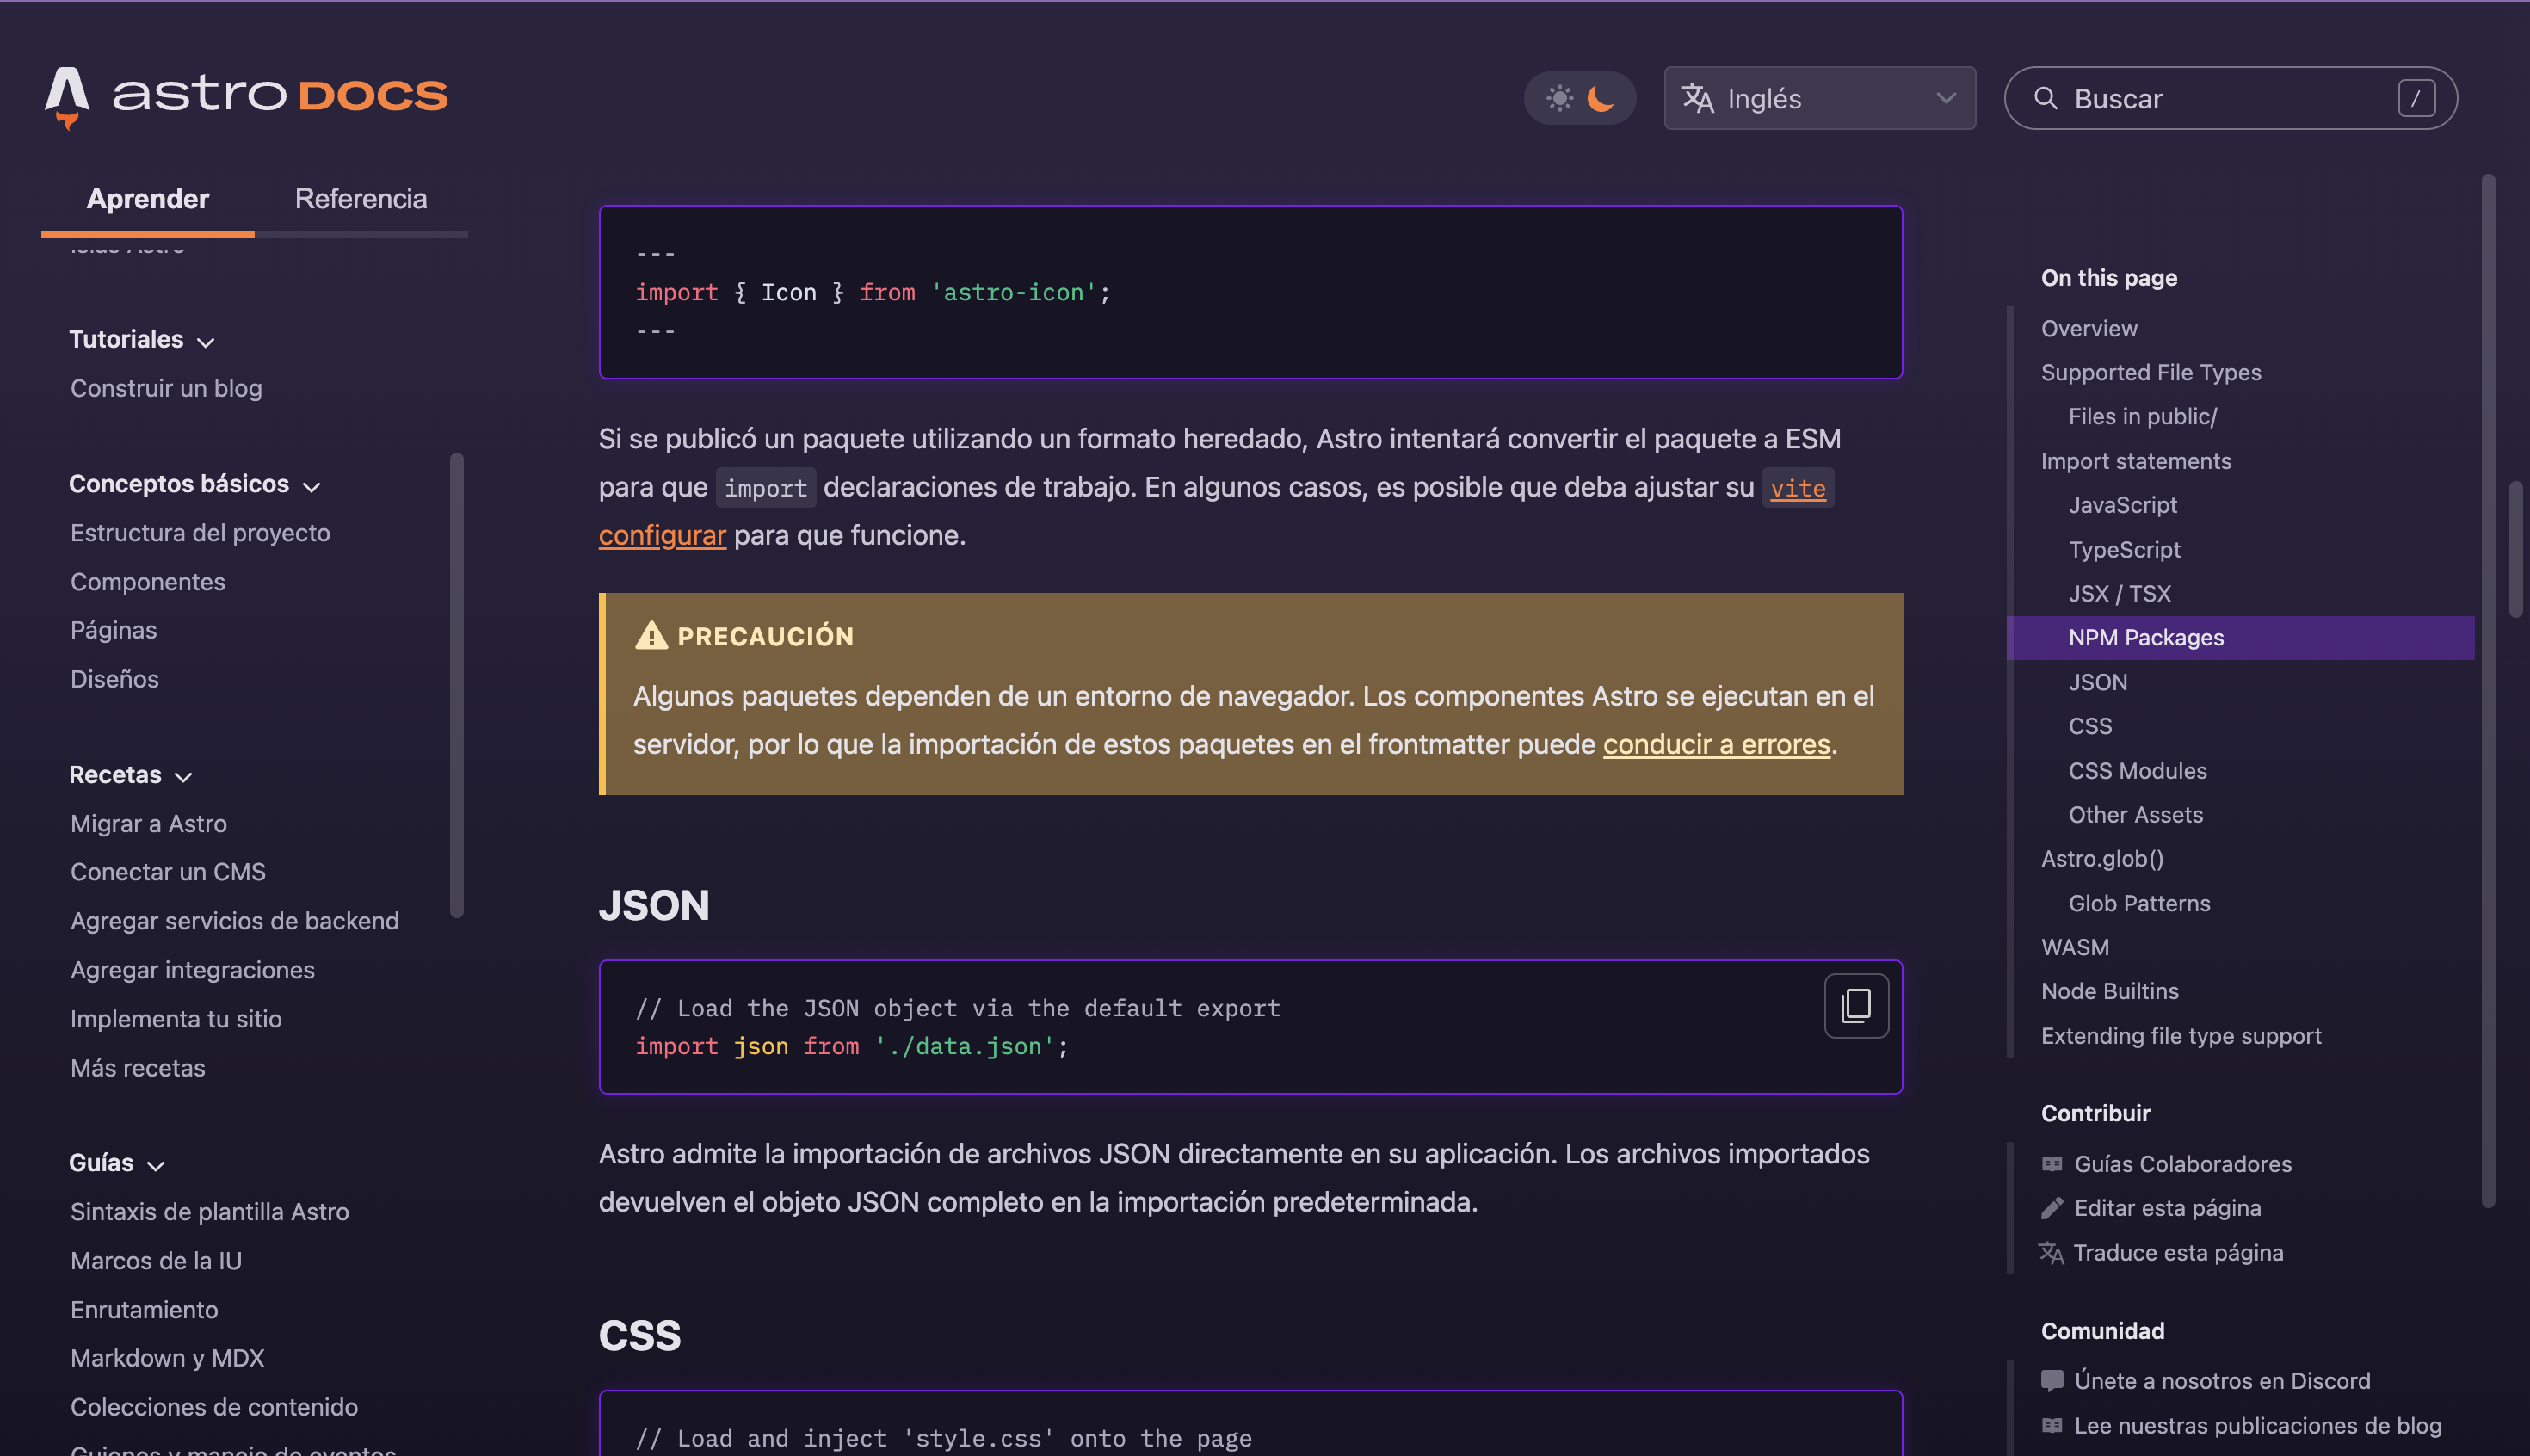 astro DOCS
Inglés
Buscar
/
Aprender
Referencia
Islas Astro
Tutoriales
Construir un blog
Conceptos básicos
Estructura del proyecto
Componentes
Páginas
Diseños
Recetas
Migrar a Astro
Conectar un CMS
Agregar servicios de backend
Agregar integraciones
Implementa tu sitio
Más recetas
Guías
Sintaxis de plantilla Astro
Marcos de la IU
Enrutamiento
Markdown y MDX
Colecciones de contenido
Guiones y manejo de eventos
---
import { Icon } from 'astro-icon';
---
Si se publicó un paquete utilizando un formato heredado, Astro intentará convertir el paquete a ESM
para que import declaraciones de trabajo. En algunos casos, es posible que deba ajustar su vite
configurar para que funcione.
PRECAUCIÓN
Algunos paquetes dependen de un entorno de navegador. Los componentes Astro se ejecutan en el
servidor, por lo que la importación de estos paquetes en el frontmatter puede conducir a errores.
JSON
// Load the JSON object via the default export
import json from './data.json';
Astro admite la importación de archivos JSON directamente en su aplicación. Los archivos importados
devuelven el objeto JSON completo en la importación predeterminada.
CSS
// Load and inject 'style.css' onto the page
On this page
Overview
Supported File Types
Files in public/
Import statements
JavaScript
TypeScript
JSX / TSX
NPM Packages
JSON
CSS
CSS Modules
Other Assets
Astro.glob()
Glob Patterns
WASM
Node Builtins
Extending file type support
Contribuir
Guías Colaboradores
Editar esta página
Traduce esta página
Comunidad
Únete a nosotros en Discord
Lee nuestras publicaciones de blog